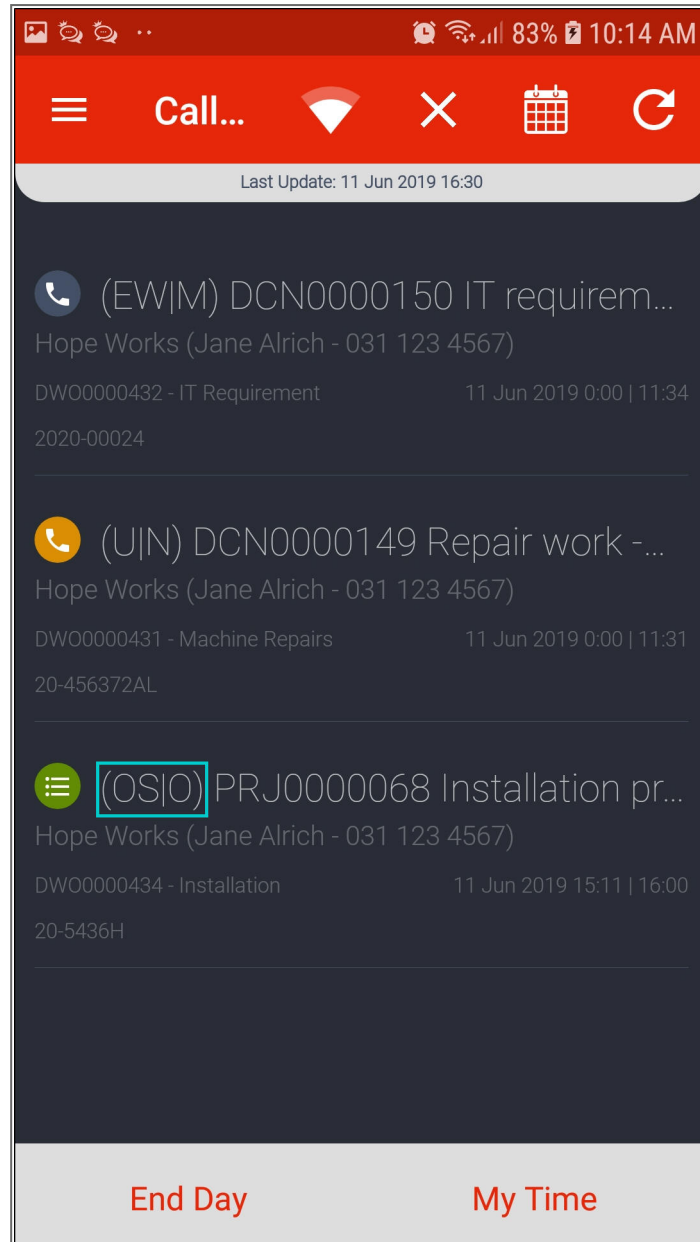 83% 10:14 AM
Call...
Last Update: 11 Jun 2019 16:30
(EW|M) DCN0000150 IT requirem...
Hope Works (Jane Alrich - 031 123 4567)
DWO0000432 - IT Requirement 11 Jun 2019 0:00 | 11:34
2020-00024
(U|N) DCN0000149 Repair work -...
Hope Works (Jane Alrich - 031 123 4567)
DWO0000431 - Machine Repairs 11 Jun 2019 0:00 | 11:31
20-456372AL
(OS|O) PRJ0000068 Installation pr...
Hope Works (Jane Alrich - 031 123 4567)
DWO0000434 - Installation 11 Jun 2019 15:11 | 16:00
20-5436H
End Day My Time